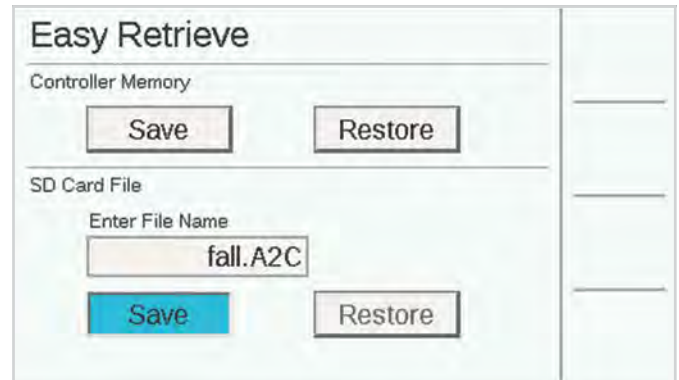 Easy Retrieve
Controller Memory
Save Restore
SD Card File
Enter File Name
fall.A2C
Save Restore